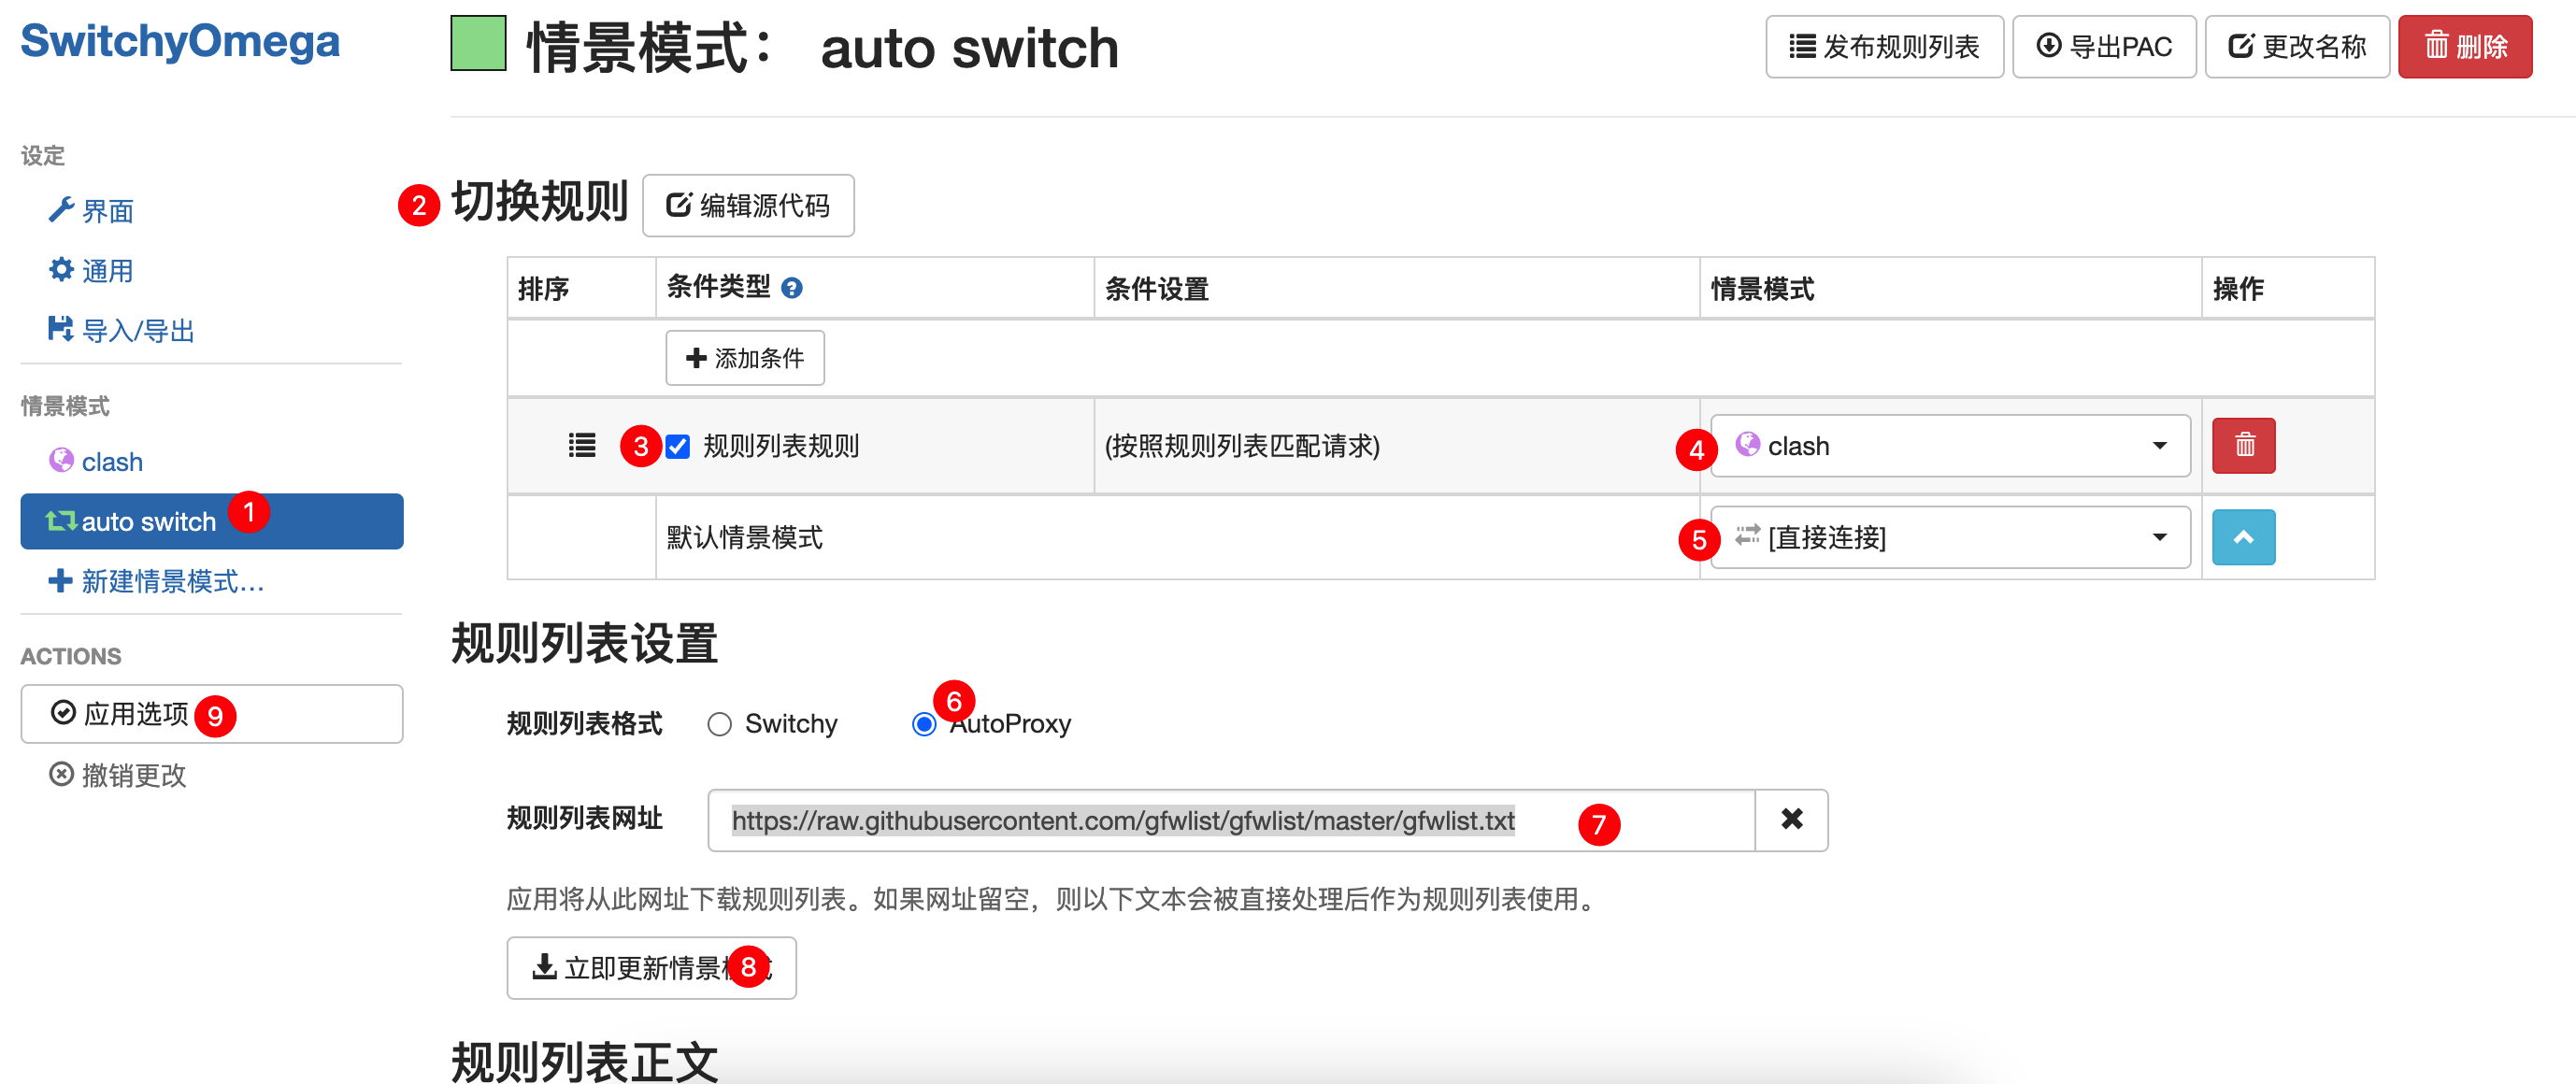 SwitchyOmega
情景模式： auto switch
发布规则列表
导出PAC
更改名称
删除
设定
界面
通用
导入/导出
情景模式
clash
auto switch 1
新建情景模式...
ACTIONS
应用选项 9
撤销更改
2 切换规则 编辑源代码
排序 条件类型 ? 条件设置 情景模式 操作
添加条件
3 规则列表规则 (按照规则列表匹配请求) 4 clash
默认情景模式 5 [直接连接]
规则列表设置
规则列表格式 Switchy 6 AutoProxy
规则列表网址 https://raw.githubusercontent.com/gfwlist/gfwlist/master/gfwlist.txt 7
应用将从此网址下载规则列表。如果网址留空，则以下文本会被直接处理后作为规则列表使用。
立即更新情景 8
规则列表正文